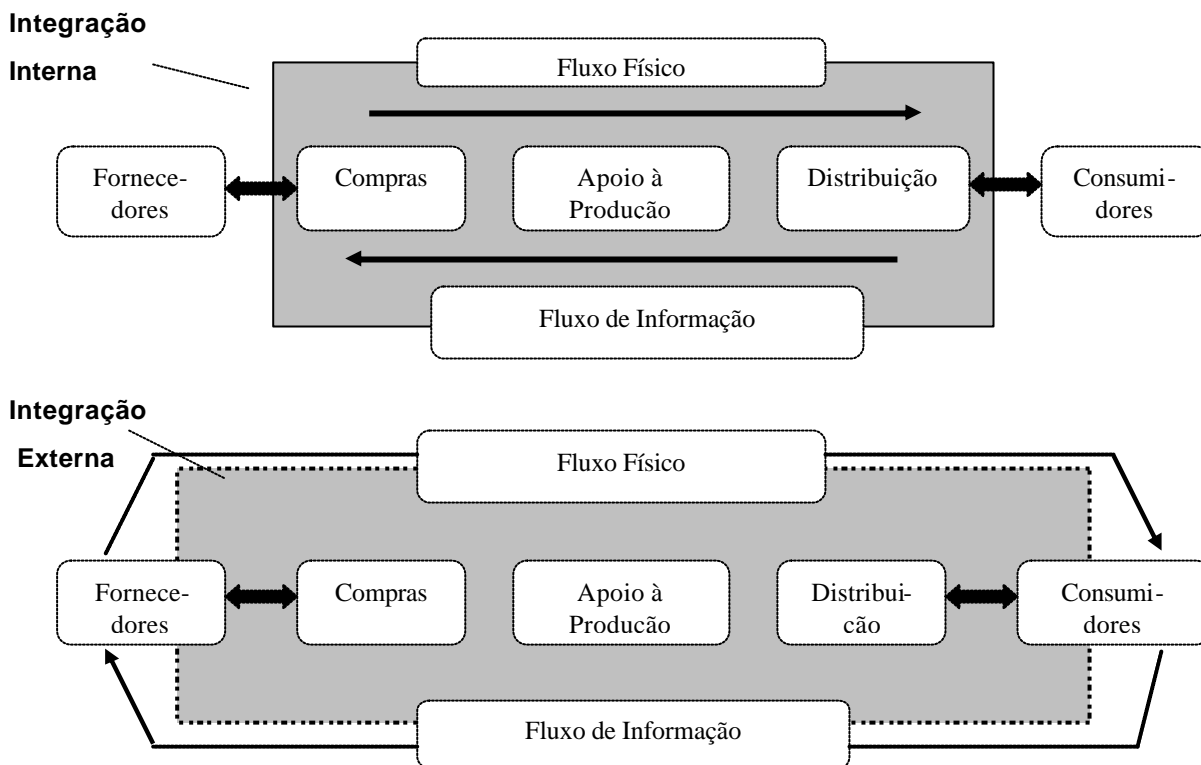 Integração
Interna
Fluxo Físico
Fornece-
dores
Compras
Apoio à
Producão
Distribuição
Consumi-
dores
Fluxo de Informação
Integração
Externa
Fluxo Físico
Fornece-
dores
Compras
Apoio à
Producão
Distribui-
cão
Consumi-
dores
Fluxo de Informação